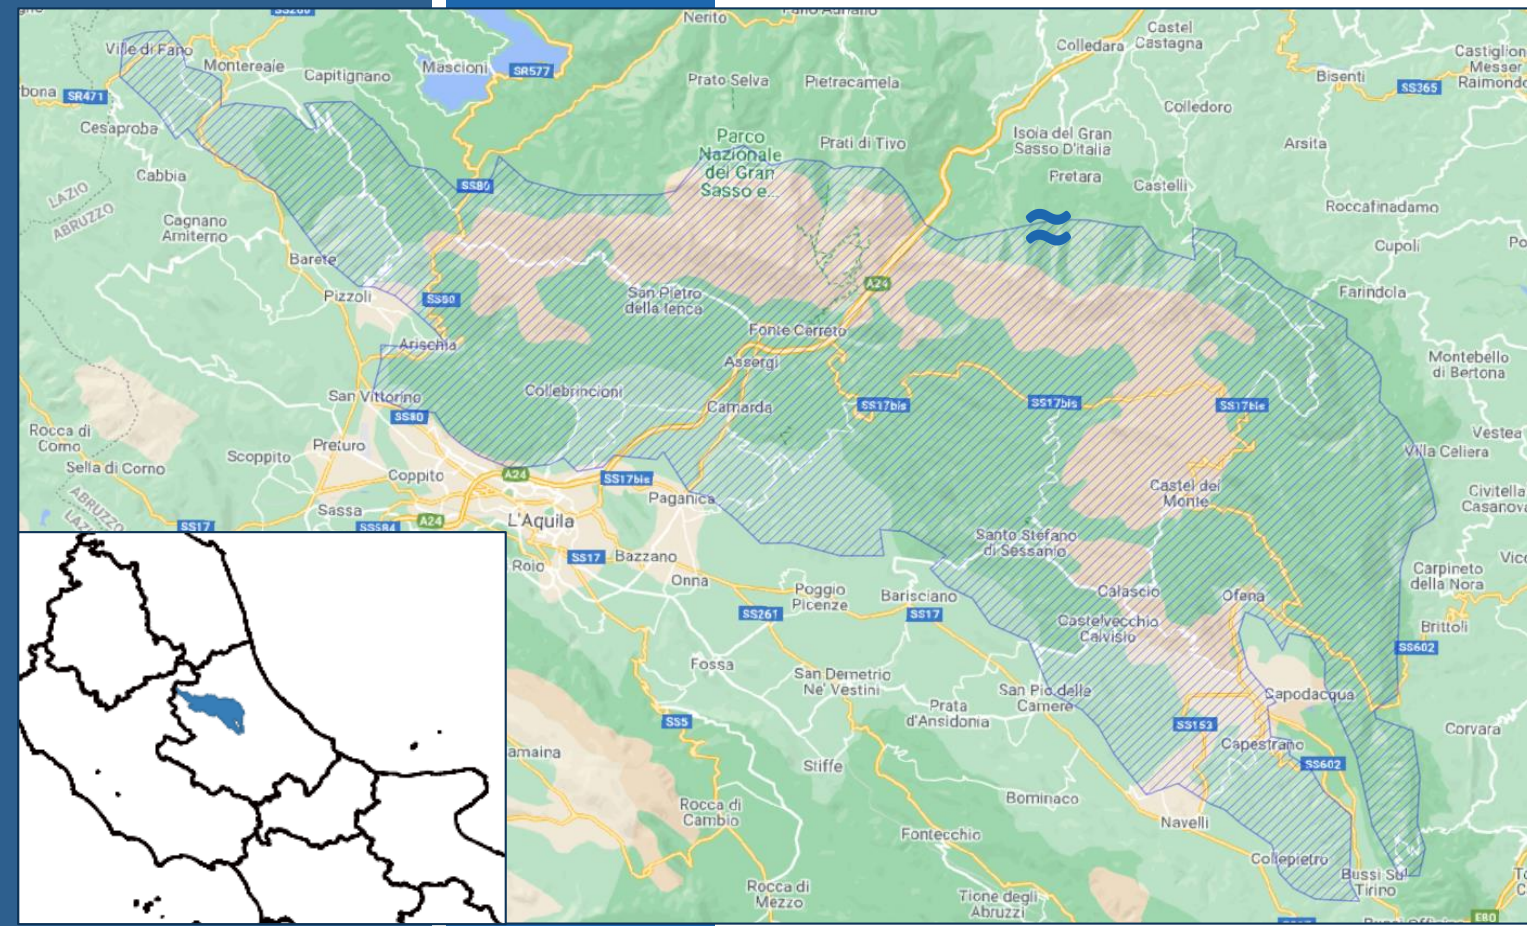 SS260
Nerito
Fano Adriano
Castel
Castagna
Colledara
Ville di Fano
Montereale
Capitignano
Mascioni
SR577
Prato Selva
Pietracamela
Bisenti
Castiglion
Messer
Raimondo
SS365
SR471
Colledoro
Cesaproba
Parco
Nazionale
del Gran
Sasso e...
Prati di Tivo
Isola del Gran
Sasso D'italia
Arsita
Cabbia
SS80
Pretara
Castelli
LAZIO
ABRUZZO
Cagnano
Amiterno
Roccafinadamo
Cupoli
Barete
Pizzoli
SS80
San Pietro
della Ienca
A24
Farindola
Arischia
Fonte Cerreto
Assergi
Montebello
di Bertona
San Vittorino
SS80
Collebrincioni
Camarda
SS17bis
SS17bis
SS17bis
Rocca di
Corno
Sella di Corno
Scoppito
Preturo
Coppito
A24
SS17bis
Paganica
Vestea
Villa Celiera
Castel del
Monte
Civitella
Casanova
ABRUZZO
LAZIO
SS17
Sassa
SS584
A24
L'Aquila
Santo Stefano
di Sessanio
Roio
SS17
Bazzano
Onna
Carpineto
della Nora
SS261
Poggio
Picenze
Barisciano
SS17
Calascio
Ofena
Castelvecchio
Calvisio
Brittoli
SS602
Fossa
San Demetrio
Ne' Vestini
San Pio delle
Camere
Prata
d'Ansidonia
Capodacqua
SS5
SS153
Capestrano
Corvara
Stiffe
SS602
Bominaco
Rocca di
Cambio
Navelli
Fontecchio
Collepietro
Rocca di
Mezzo
Tione degli
Abruzzi
Bussi Sul
Tirino
E80